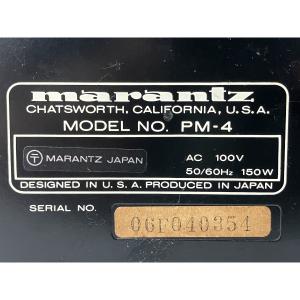 marantz
CHATSWORTH, CALIFORNIA, U.S.A.
MODEL NO. PM-4
T MARANTZ JAPAN
AC 100V
50/60Hz 150W
DESIGNED IN U.S.A. PRODUCED IN JAPAN
SERIAL NO.